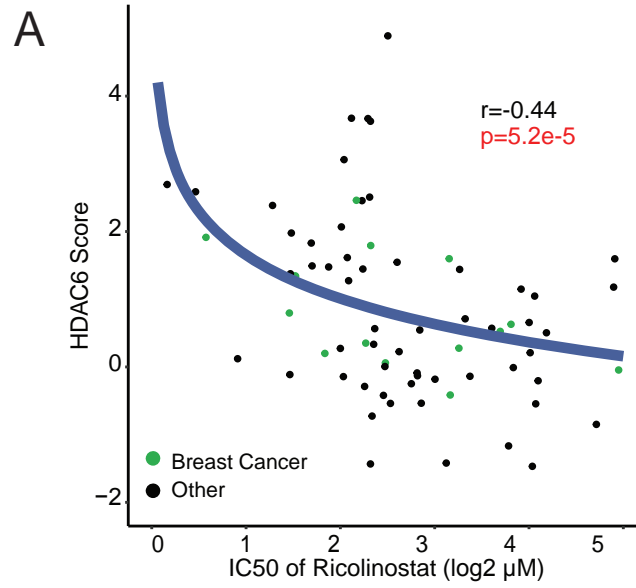 A
r=-0.44
p=5.2e-5
HDAC6 Score
4
2
0
−2
Breast Cancer
Other
0 1 2 3 4 5
IC50 of Ricolinostat (log2 µM)